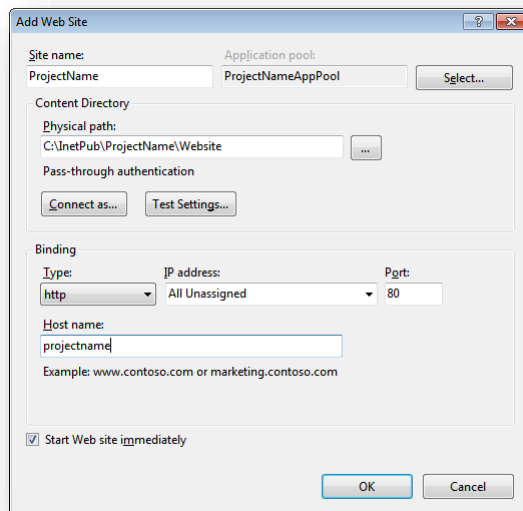 Add Web Site
Site name:
Application pool:
ProjectName
ProjectNameAppPool
Select...
Content Directory
Physical path:
C:\InetPub\ProjectName\Website
...
Pass-through authentication
Connect as...
Test Settings...
Binding
Type:
IP address:
Port:
http
All Unassigned
80
Host name:
projectname
Example: www.contoso.com or marketing.contoso.com
Start Web site immediately
OK
Cancel